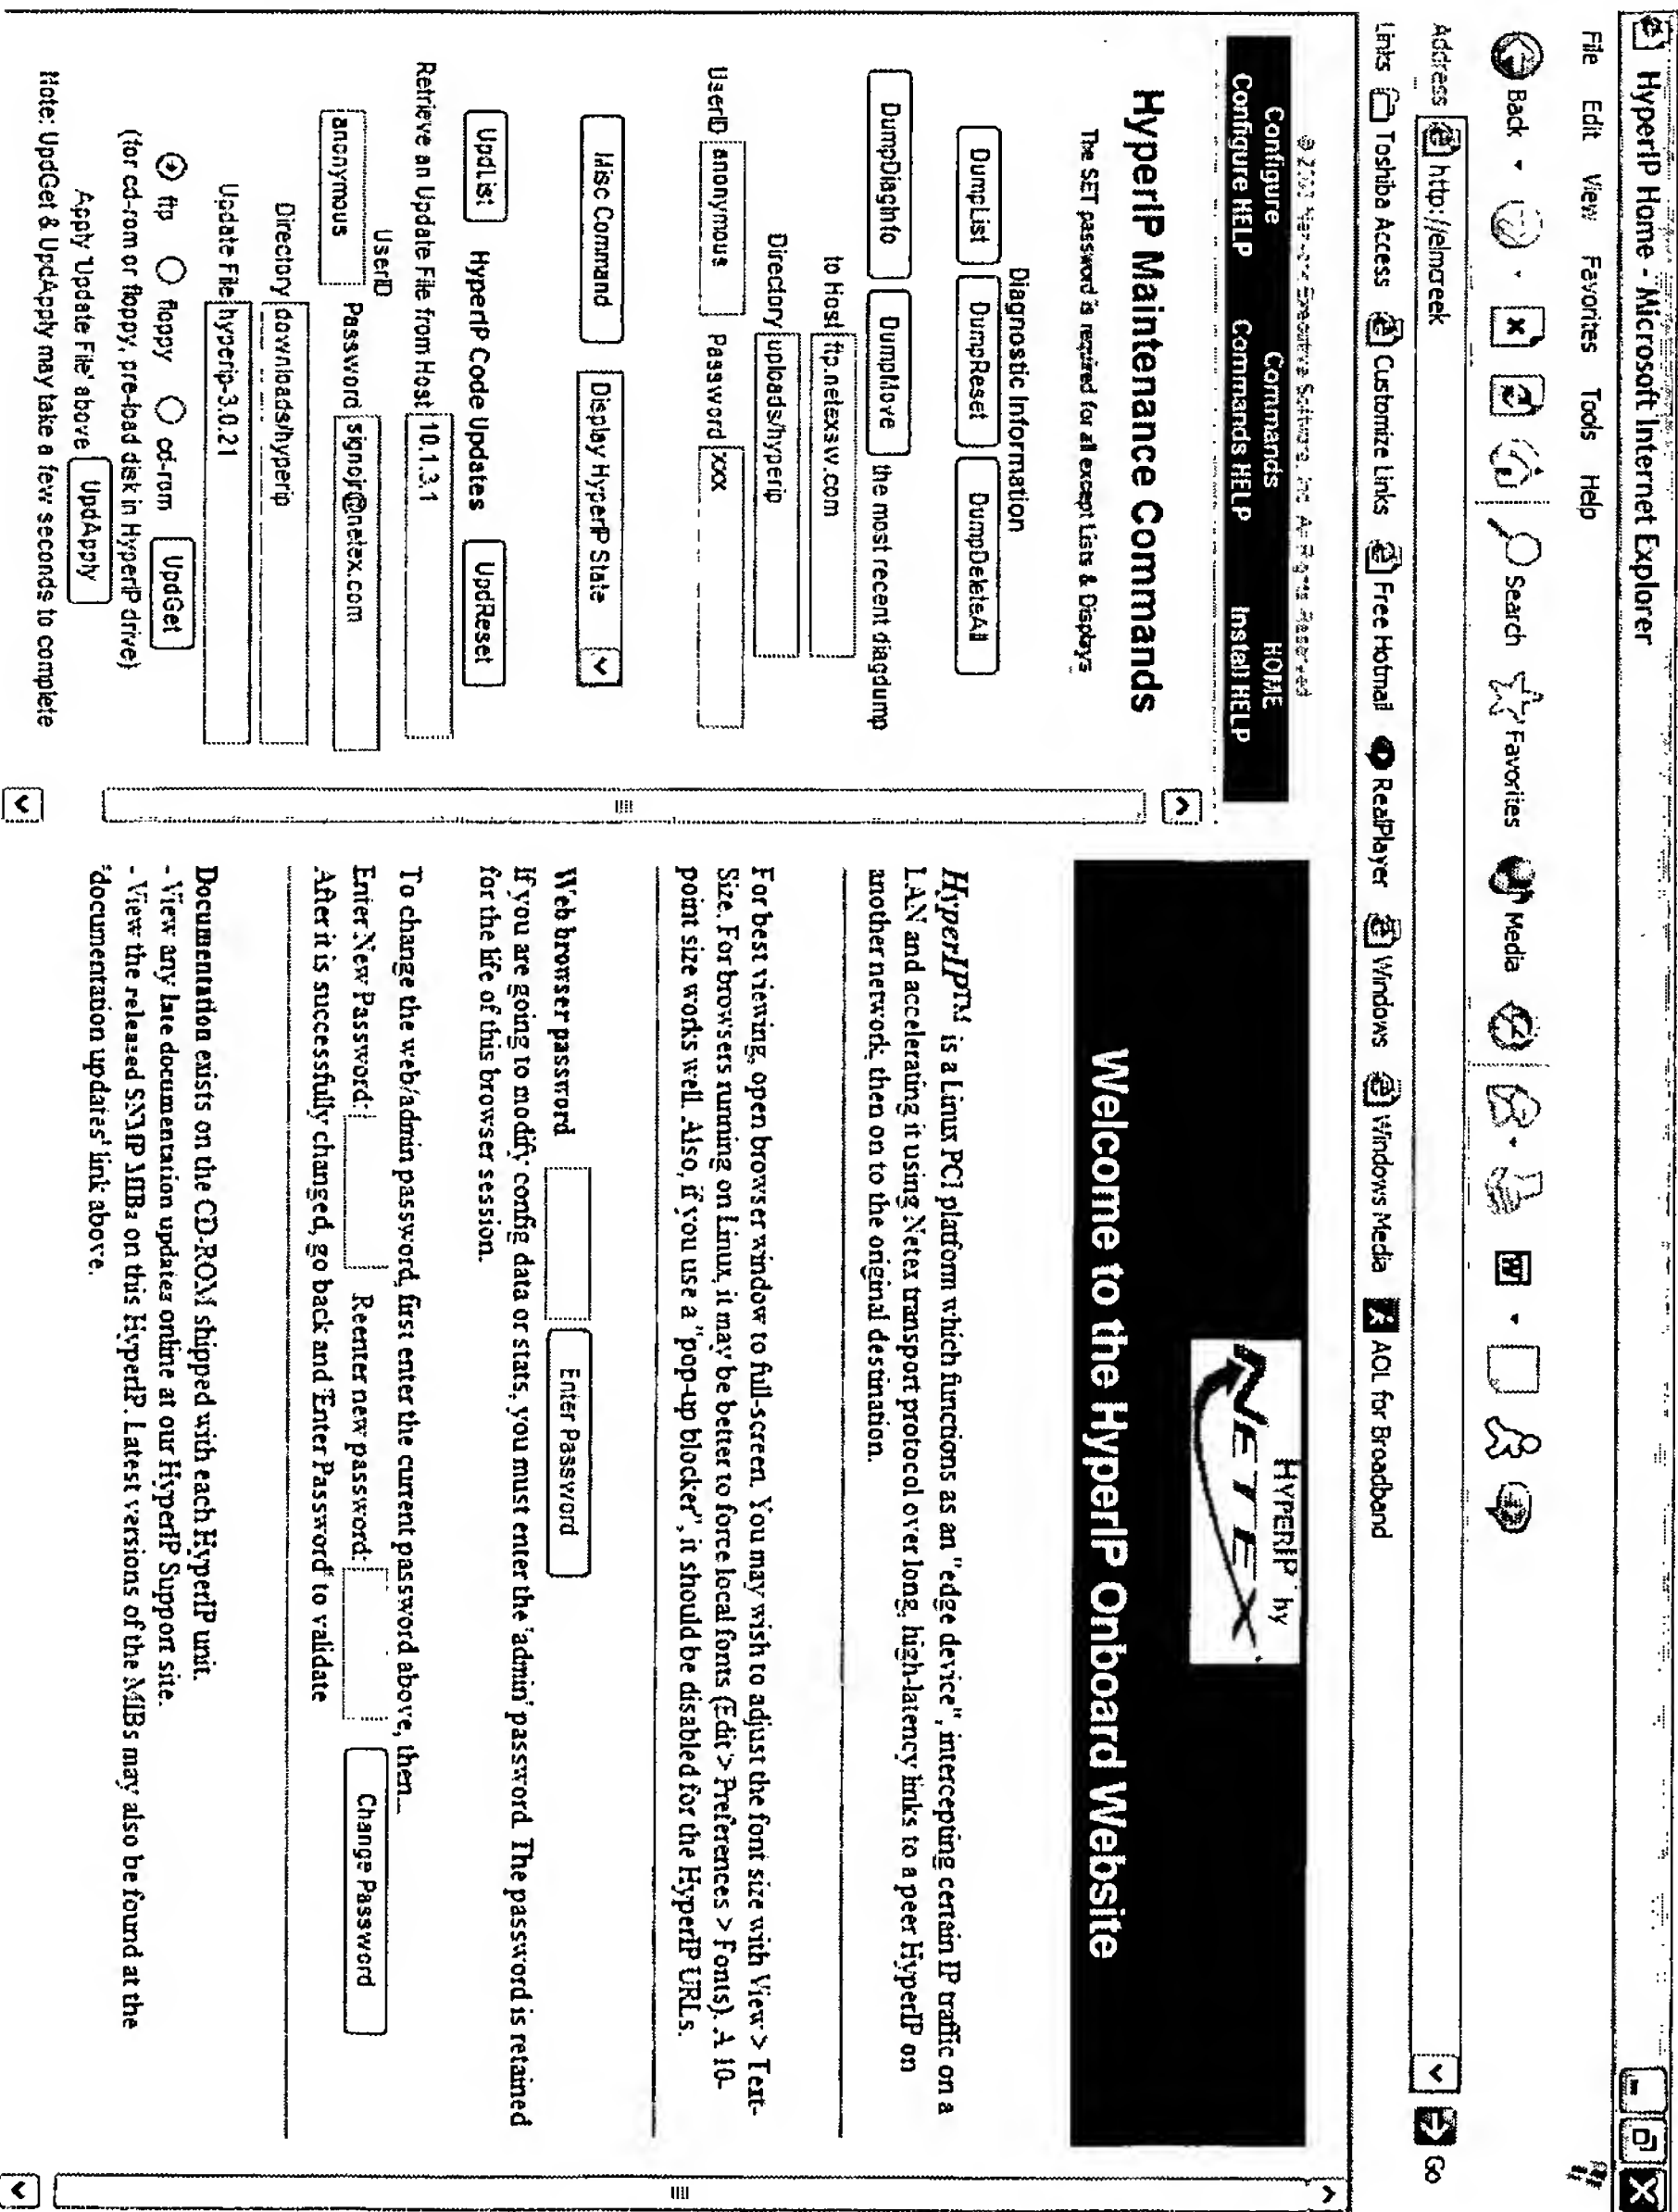 HyperIP Home - Microsoft Internet Explorer
File Edit View Favorites Tools Help
Back Search Favorites Media
Address http://elmcreek Go
Links Toshiba Access Customize Links Free Hotmail RealPlayer Windows Windows Media AOL for Broadband
Software, Inc. All Rights Reserved
Configure Commands HOME
Configure HELP Commands HELP Install HELP
HyperIP Maintenance Commands
The SET password is required for all except Lists & Displays
Diagnostic Information
DumpList DumpReset DumpDeleteAll
DumpDiagInfo DumpMove the most recent diagdump
to Host ftp.netexsw.com
Directory uploads/hyperip
UserID anonymous Password xxx
Misc Command Display HyperIP State
UpdList HyperIP Code Updates UpdReset
Retrieve an Update File from Host 10.1.3.1
UserID
anonymous Password signojr@netex.com
Directory downloads/hyperip
Update File hyperip-3.0.21
ftp floppy cd-rom UpdGet
(for cd-rom or floppy, pre-load disk in HyperIP drive)
Apply 'Update File' above UpdApply
Note: UpdGet & UpdApply may take a few seconds to complete
HYPERIP by
NETEX
Welcome to the HyperIP Onboard Website
HyperIP™ is a Linux PCI platform which functions as an "edge device", intercepting certain IP traffic on a
LAN and accelerating it using Netex transport protocol over long, high-latency links to a peer HyperIP on
another network, then on to the original destination.
For best viewing, open browser window to full-screen. You may wish to adjust the font size with View > Text-
Size. For browsers running on Linux, it may be better to force local fonts (Edit > Preferences > Fonts). A 10-
point size works well. Also, if you use a "pop-up blocker", it should be disabled for the HyperIP URLs.
Web browser password Enter Password
If you are going to modify config data or stats, you must enter the 'admin' password. The password is retained
for the life of this browser session.
To change the web/admin password, first enter the current password above, then...
Enter New Password: Reenter new password: Change Password
After it is successfully changed, go back and 'Enter Password' to validate
Documentation exists on the CD-ROM shipped with each HyperIP unit.
- View any late documentation updates online at our HyperIP Support site.
- View the released SNMP MIBs on this HyperIP. Latest versions of the MIBs may also be found at the
'documentation updates' link above.